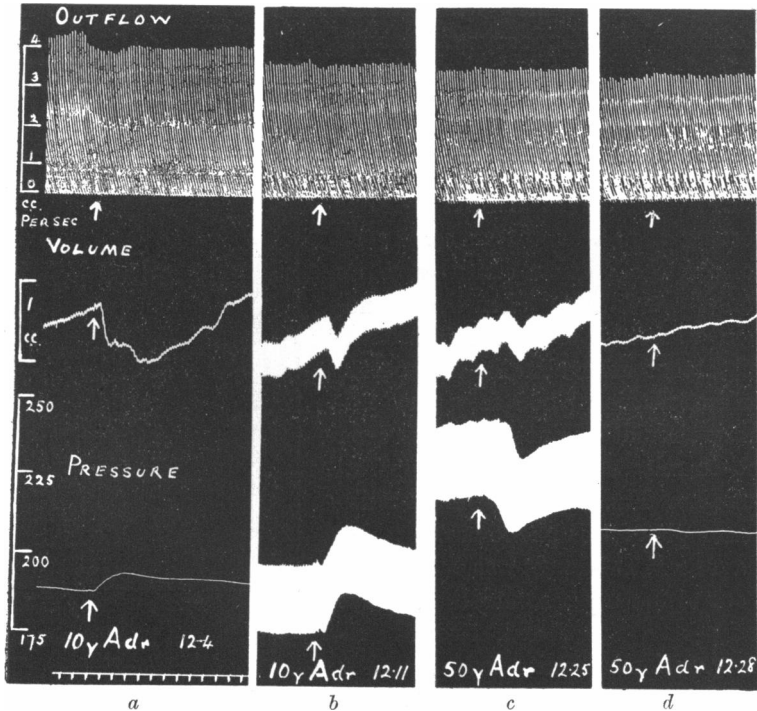 OUTFLOW
4
3
2
1
0
CC.
PER SEC
VOLUME
1
CC.
250
PRESSURE
225
200
175 10γ Adr 12·4
10γ Adr 12·11
50γ Adr 12·25
50γ Adr 12·28
a b c d